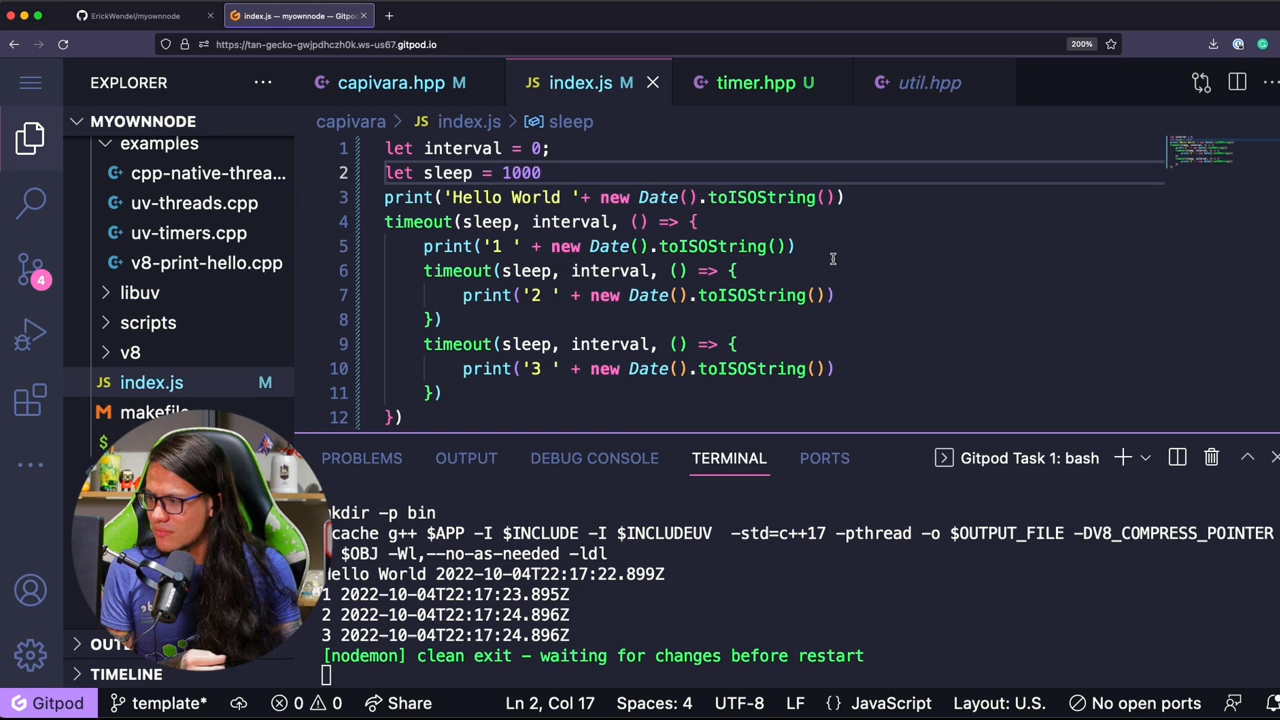 ErickWendel/myownnode
index.js — myownnode — Gitpod
https://tan-gecko-gwjpdhczh0k.ws-us67.gitpod.io
200%
EXPLORER
capivara.hpp M
JS index.js M
timer.hpp U
util.hpp
MYOWNNODE
capivara > JS index.js > sleep
examples
cpp-native-threa...
uv-threads.cpp
uv-timers.cpp
v8-print-hello.cpp
libuv
scripts
v8
JS index.js M
M makefile
$
OUT
TIMELINE
4
1 let interval = 0;
2 let sleep = 1000
3 print('Hello World '+ new Date().toISOString())
4 timeout(sleep, interval, () => {
5 print('1 ' + new Date().toISOString())
6 timeout(sleep, interval, () => {
7 print('2 ' + new Date().toISOString())
8 })
9 timeout(sleep, interval, () => {
10 print('3 ' + new Date().toISOString())
11 })
12 })
PROBLEMS OUTPUT DEBUG CONSOLE TERMINAL PORTS
Gitpod Task 1: bash
kdir -p bin
cache g++ $APP -I $INCLUDE -I $INCLUDEUV -std=c++17 -pthread -o $OUTPUT_FILE -DV8_COMPRESS_POINTER
$OBJ -Wl,--no-as-needed -ldl
ello World 2022-10-04T22:17:22.899Z
1 2022-10-04T22:17:23.895Z
2 2022-10-04T22:17:24.896Z
3 2022-10-04T22:17:24.896Z
[nodemon] clean exit - waiting for changes before restart
Gitpod
template*
0 0
Share
Ln 2, Col 17
Spaces: 4
UTF-8
LF
{} JavaScript
Layout: U.S.
No open ports